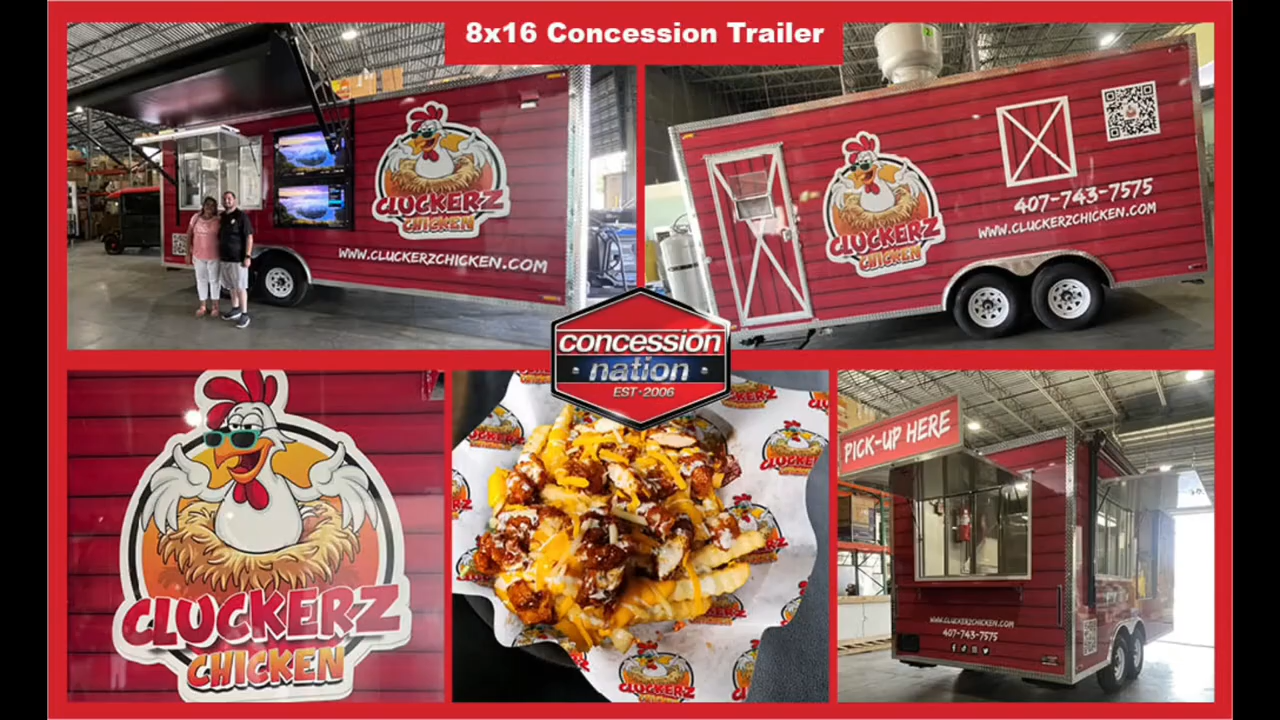 8x16 Concession Trailer
CLUCKERZ
CHICKEN
WWW.CLUCKERZCHICKEN.COM
CLUCKERZ
CHICKEN
407-743-7575
WWW.CLUCKERZCHICKEN.COM
concession
nation
EST·2006
CLUCKERZ
CHICKEN
PICK-UP HERE
WWW.CLUCKERZCHICKEN.COM
407-743-7575
CLUCKERZ